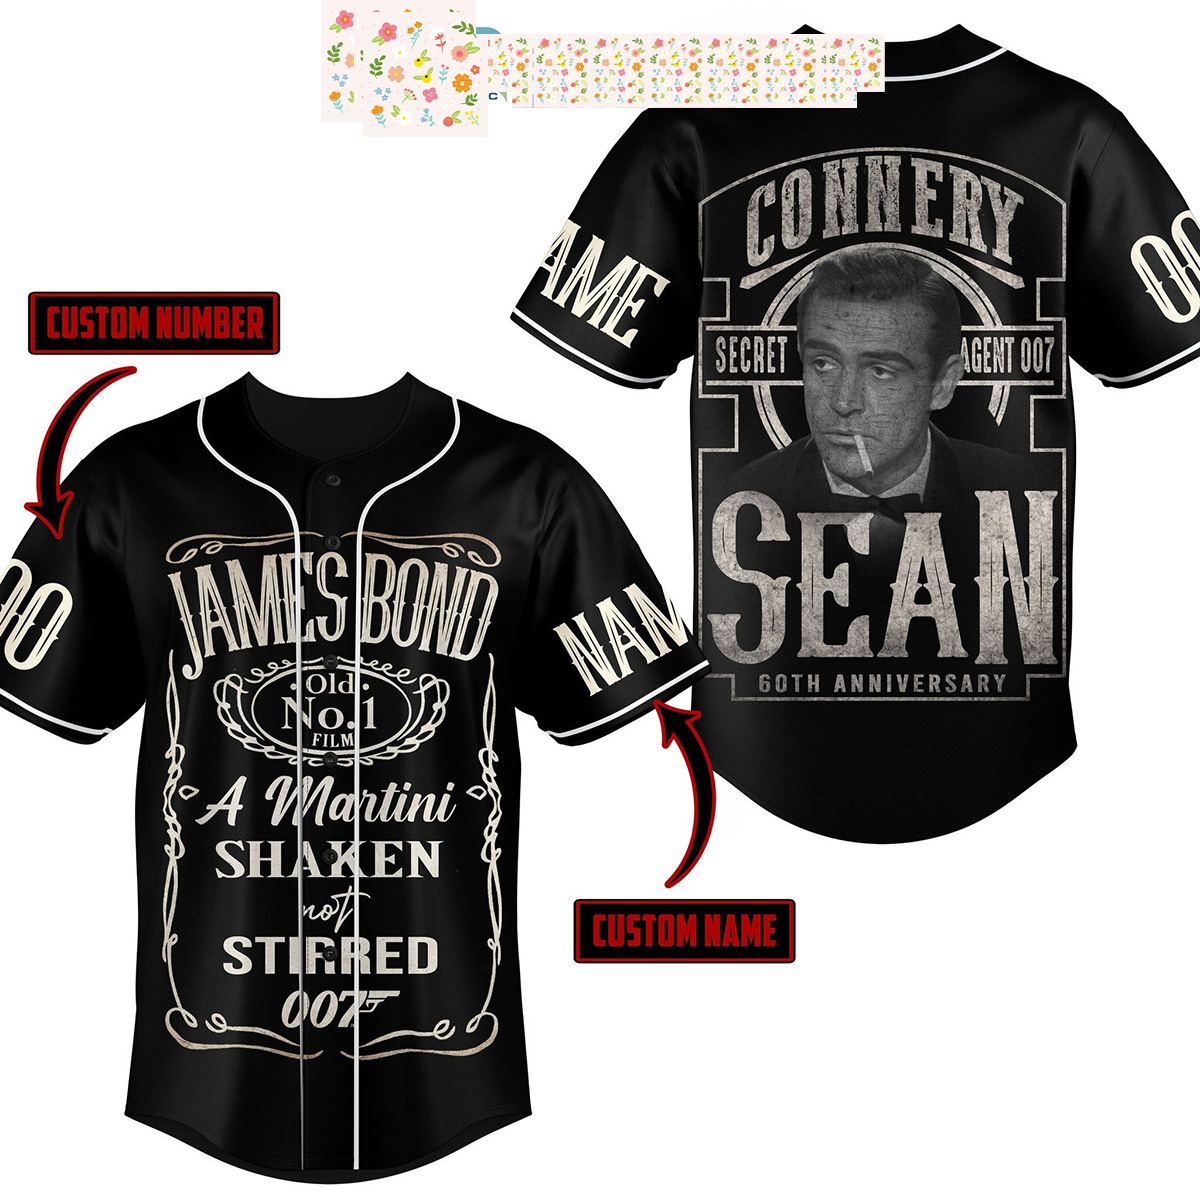 CONNERY
SECRET
AGENT 007
SEAN
60TH ANNIVERSARY
AME
00
CUSTOM NUMBER
JAMES BOND
Old
No.1
FILM
A Martini
SHAKEN
not
STIRRED
007
00
NAM
CUSTOM NAME